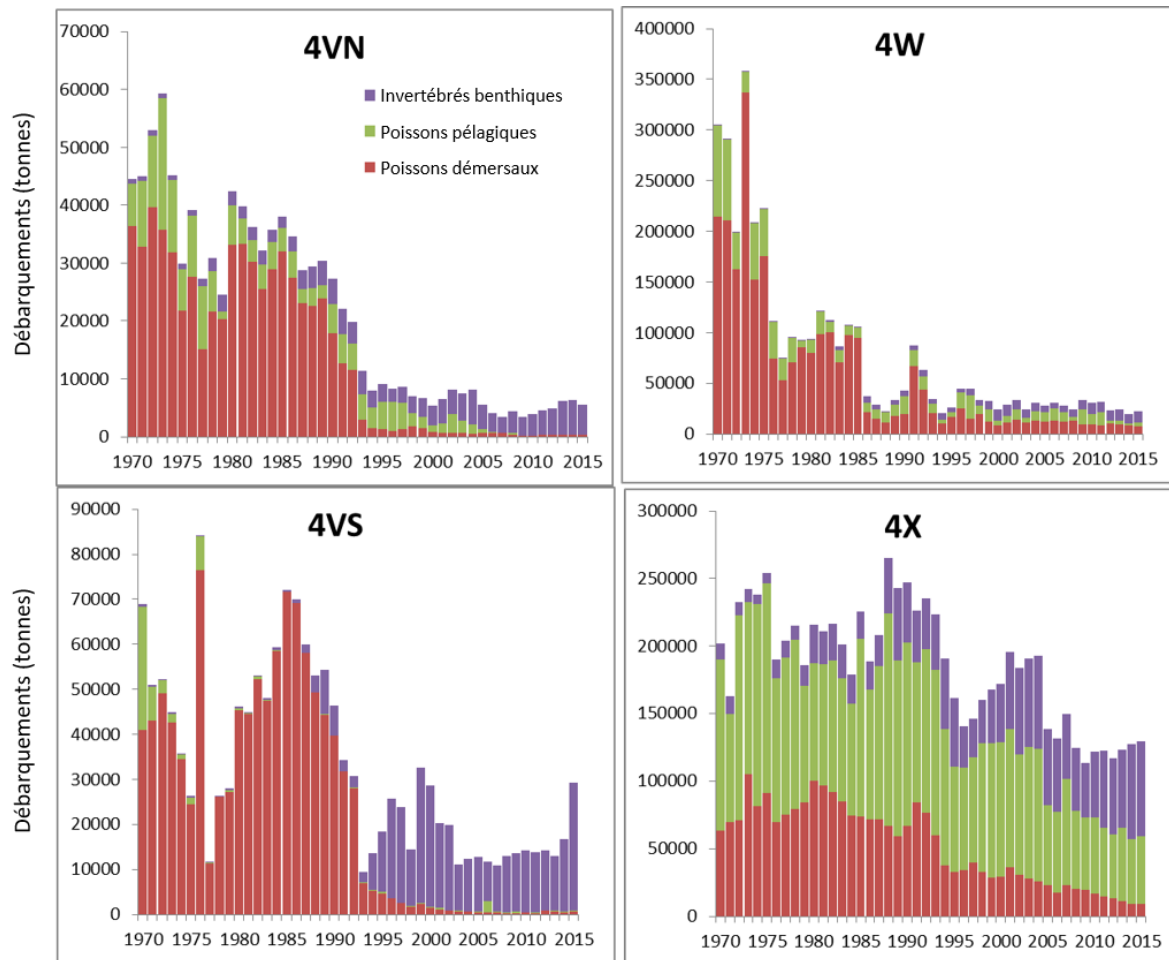 4VN
Débarquements (tonnes)
70000
60000
50000
40000
30000
20000
10000
0
Invertébrés benthiques
Poissons pélagiques
Poissons démersaux
1970 1975 1980 1985 1990 1995 2000 2005 2010 2015
4W
400000
350000
300000
250000
200000
150000
100000
50000
0
1970 1975 1980 1985 1990 1995 2000 2005 2010 2015
4VS
Débarquements (tonnes)
90000
80000
70000
60000
50000
40000
30000
20000
10000
0
1970 1975 1980 1985 1990 1995 2000 2005 2010 2015
4X
300000
250000
200000
150000
100000
50000
0
1970 1975 1980 1985 1990 1995 2000 2005 2010 2015